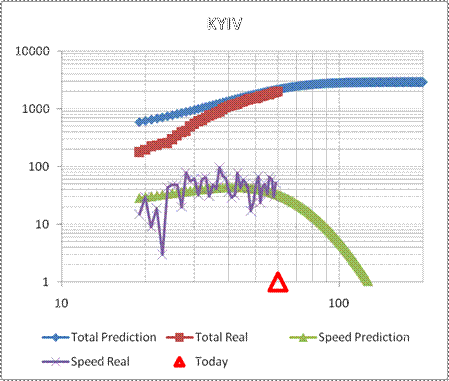 KYIV
10000
1000
100
10
1
10
100
Total Prediction
Total Real
Speed Prediction
Speed Real
Today